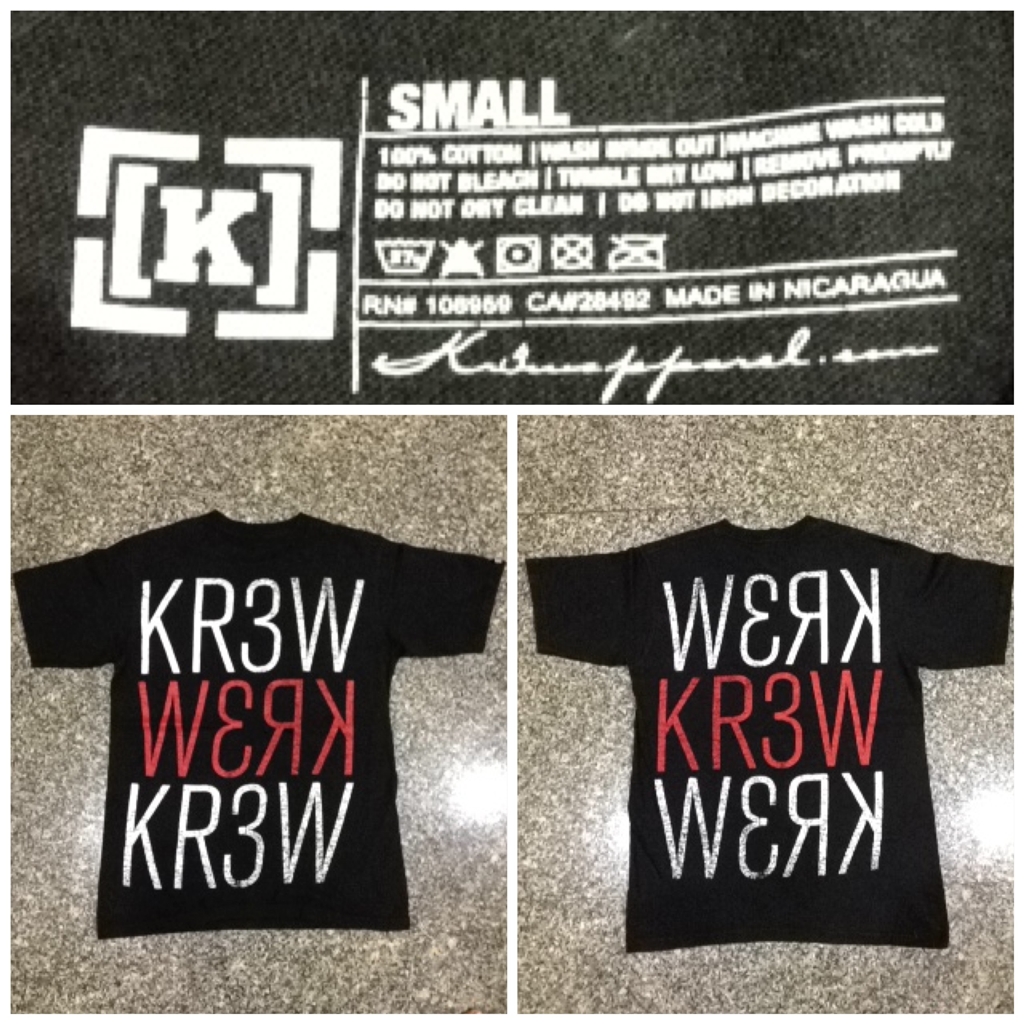 [K]
SMALL
100% COTTON | WASH INSIDE OUT | MACHINE WASH COLD
DO NOT BLEACH | TUMBLE DRY LOW | REMOVE PROMPTLY
DO NOT DRY CLEAN | DO NOT IRON DECORATION
RN# 108959 CA#28492 MADE IN NICARAGUA
Kr3wapparel.com
KR3W
KR3W
KR3W
KR3W
KR3W
KR3W